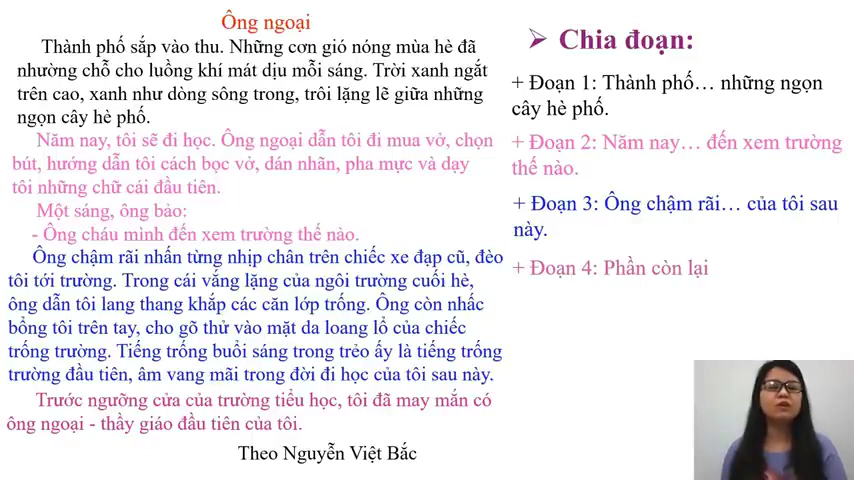 Ông ngoại
Thành phố sắp vào thu. Những cơn gió nóng mùa hè đã
nhường chỗ cho luồng khí mát dịu mỗi sáng. Trời xanh ngắt
trên cao, xanh như dòng sông trong, trôi lặng lẽ giữa những
ngọn cây hè phố.
Năm nay, tôi sẽ đi học. Ông ngoại dẫn tôi đi mua vở, chọn
bút, hướng dẫn tôi cách bọc vở, dán nhãn, pha mực và dạy
tôi những chữ cái đầu tiên.
Một sáng, ông bảo:
- Ông cháu mình đến xem trường thế nào.
Ông chậm rãi nhấn từng nhịp chân trên chiếc xe đạp cũ, đèo
tôi tới trường. Trong cái vắng lặng của ngôi trường cuối hè,
ông dẫn tôi lang thang khắp các căn lớp trống. Ông còn nhấc
bổng tôi trên tay, cho gõ thử vào mặt da loang lổ của chiếc
trống trường. Tiếng trống buổi sáng trong trẻo ấy là tiếng trống
trường đầu tiên, âm vang mãi trong đời đi học của tôi sau này.
Trước ngưỡng cửa của trường tiểu học, tôi đã may mắn có
ông ngoại - thầy giáo đầu tiên của tôi.
Theo Nguyễn Việt Bắc
➢ Chia đoạn:
+ Đoạn 1: Thành phố… những ngọn
cây hè phố.
+ Đoạn 2: Năm nay… đến xem trường
thế nào.
+ Đoạn 3: Ông chậm rãi… của tôi sau
này.
+ Đoạn 4: Phần còn lại